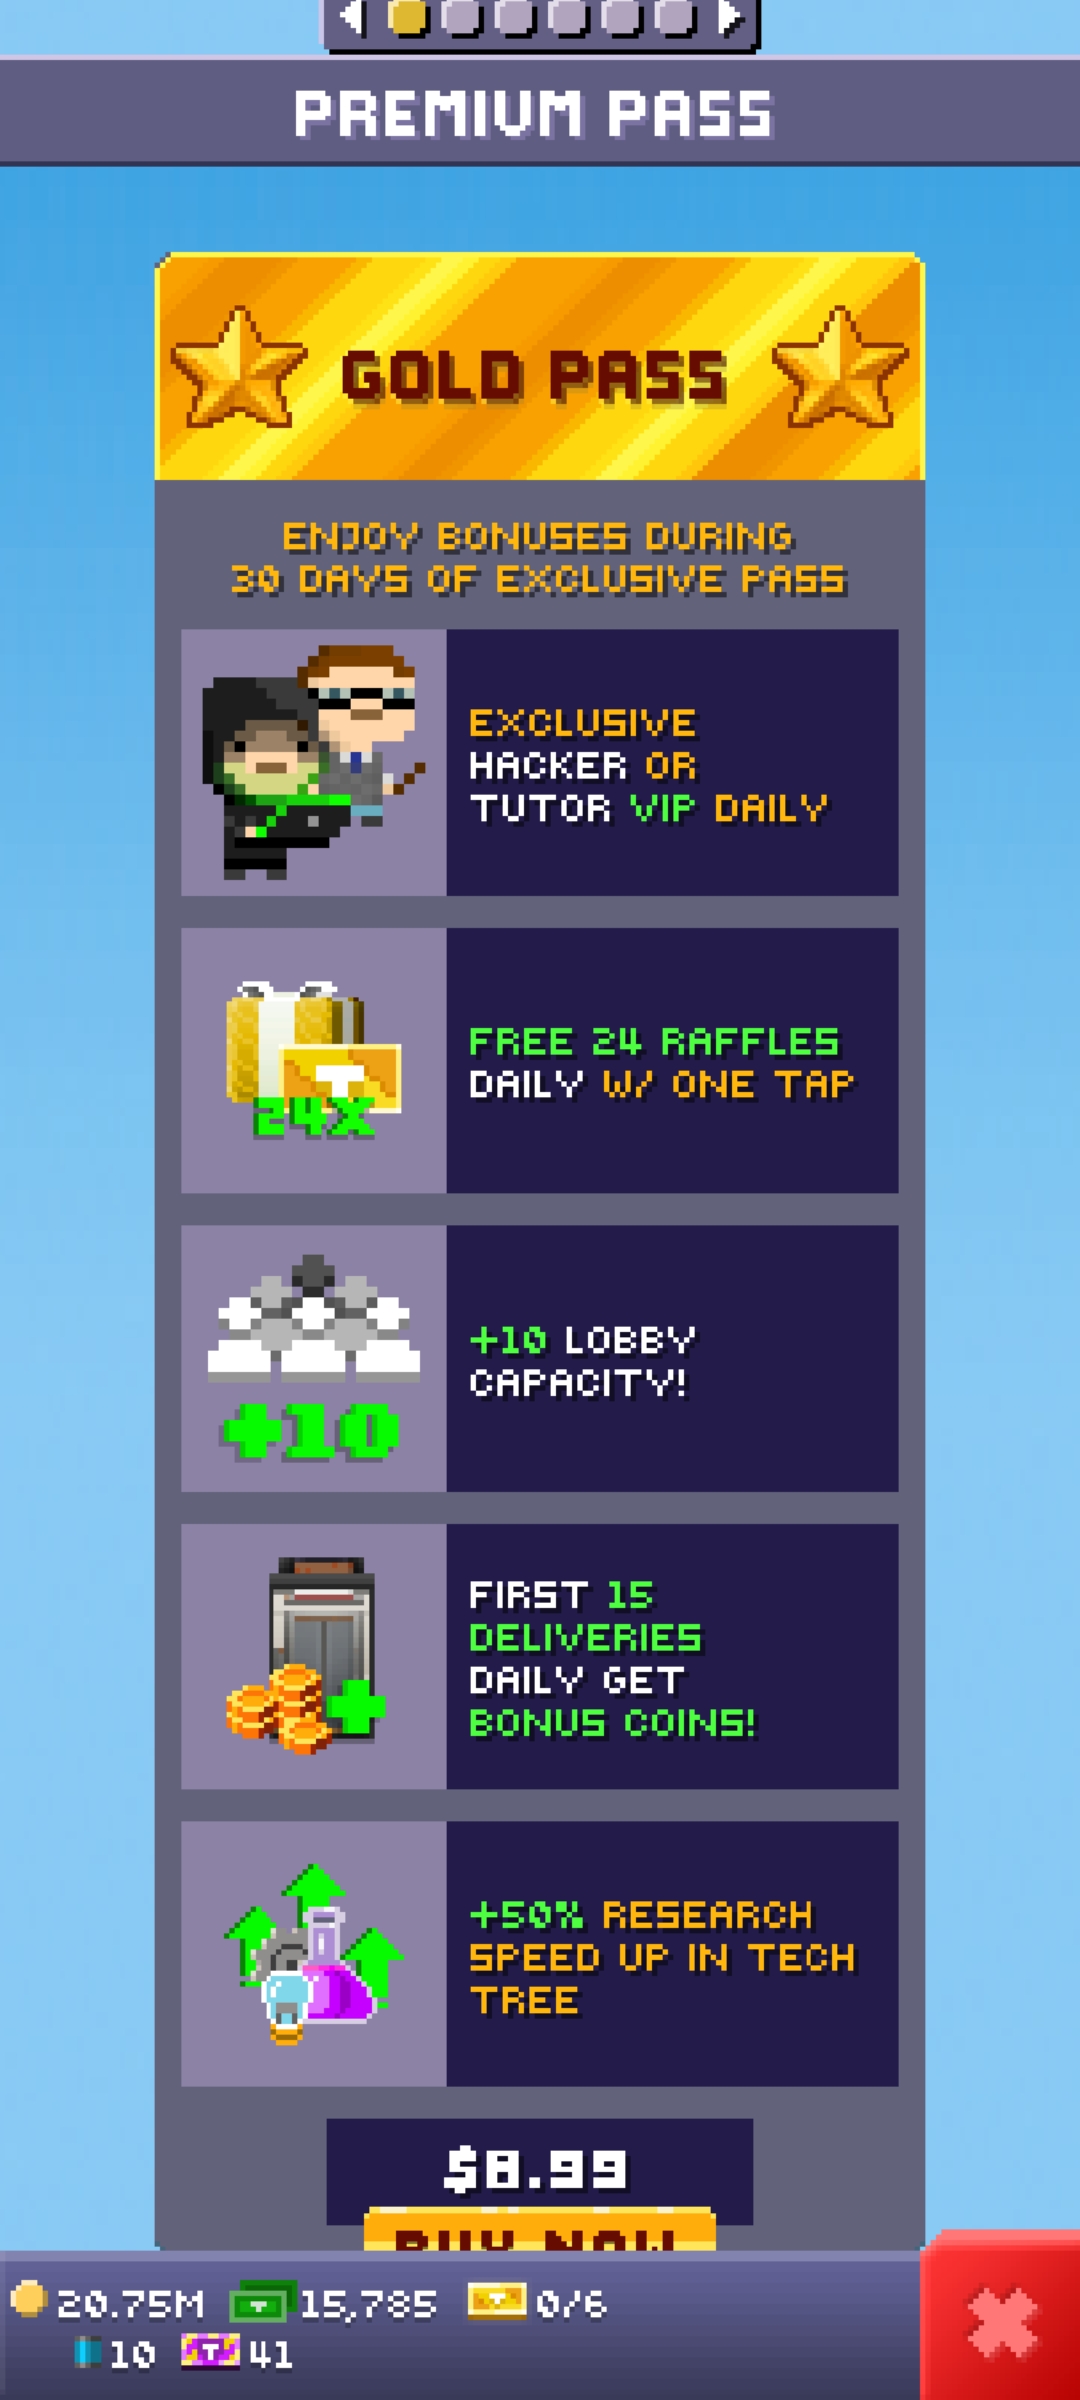 PREMIUM PASS
GOLD PASS
ENJOY BONUSES DURING
30 DAYS OF EXCLUSIVE PASS
EXCLUSIVE
HACKER OR
TUTOR VIP DAILY
24X
FREE 24 RAFFLES
DAILY W/ ONE TAP
+10
+10 LOBBY
CAPACITY!
FIRST 15
DELIVERIES
DAILY GET
BONUS COINS!
+50% RESEARCH
SPEED UP IN TECH
TREE
$8.99
BUY NOW
20.75M 15,785 0/6
10 41